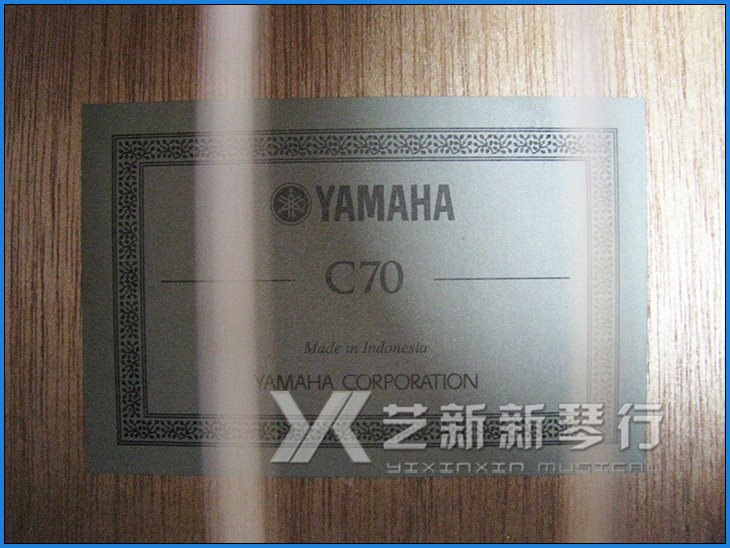 YAMAHA
C70
Made in Indonesia
YAMAHA CORPORATION
艺新新琴行
YIXINXIN MUSICAL